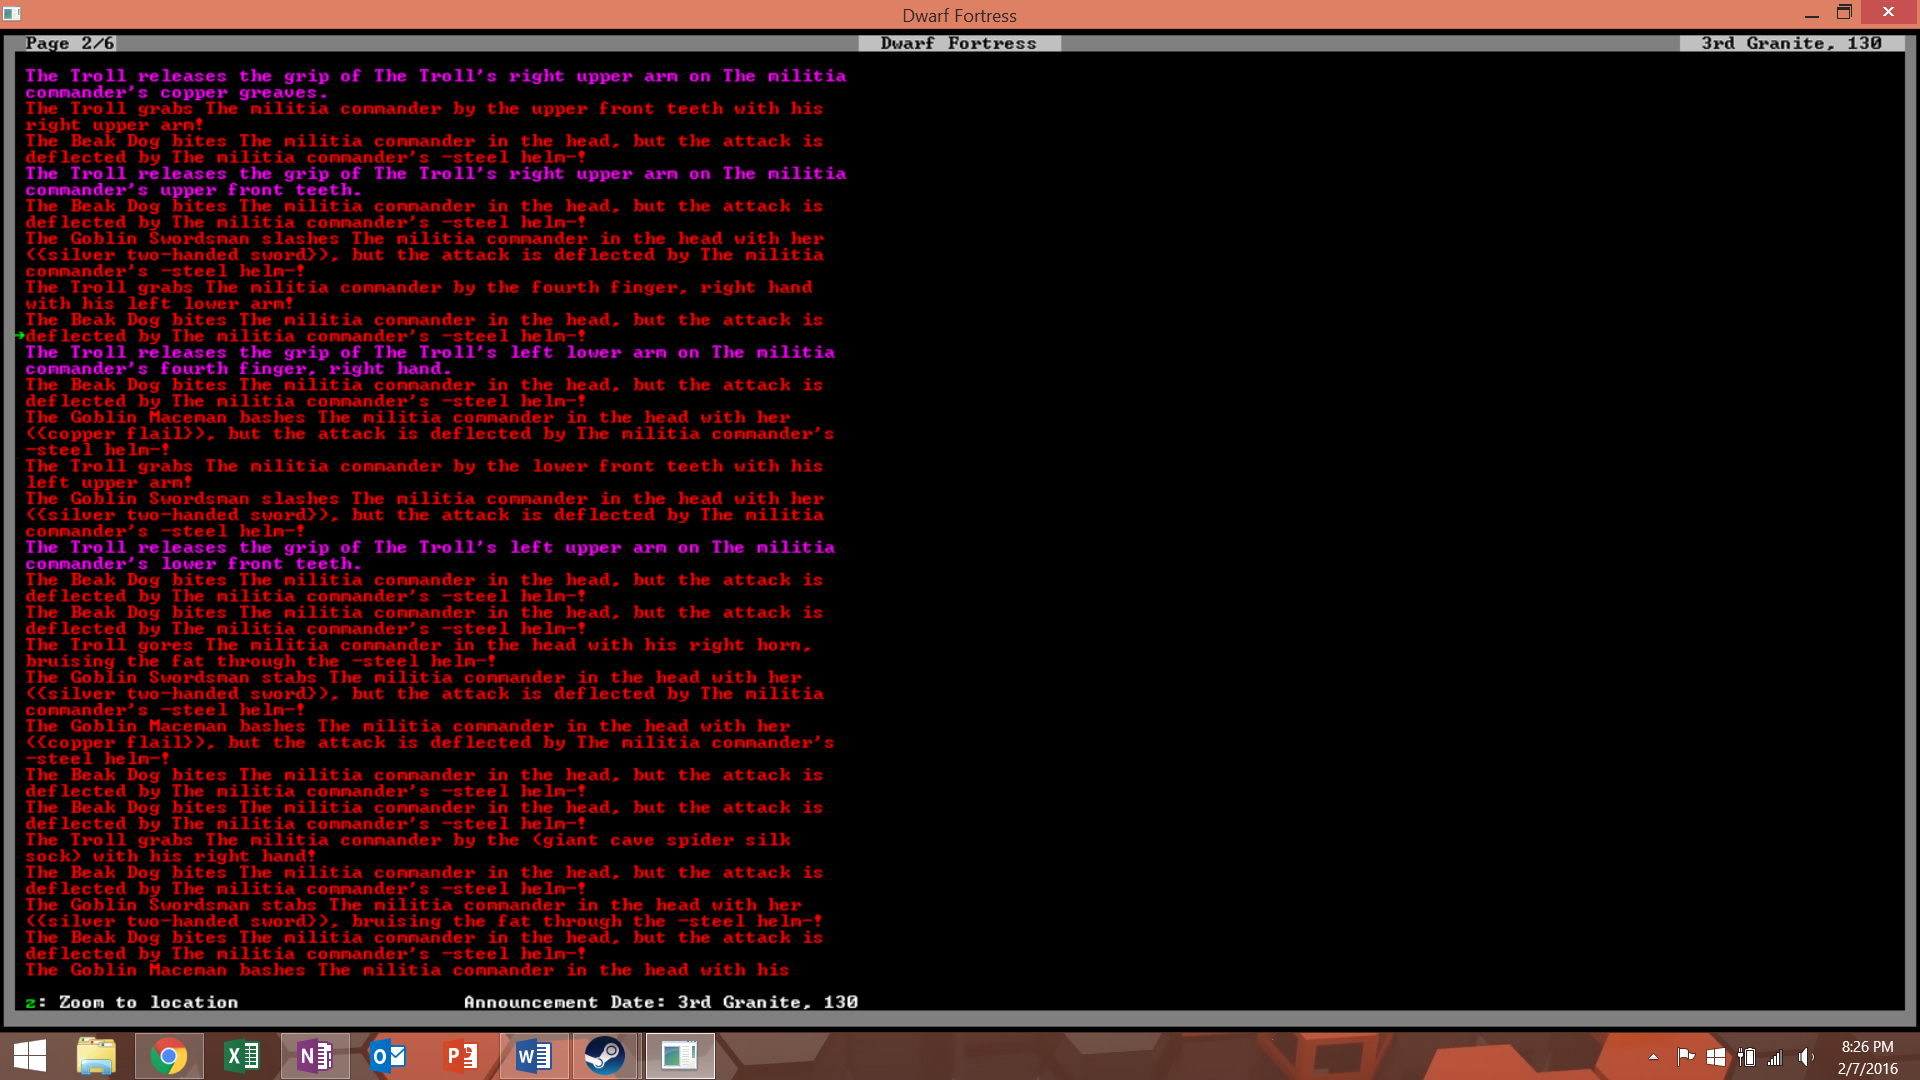 Dwarf Fortress
Page 2/6
Dwarf Fortress
3rd Granite, 130
The Troll releases the grip of The Troll's right upper arm on The militia
commander's copper greaves.
The Troll grabs The militia commander by the upper front teeth with his
right upper arm!
The Beak Dog bites The militia commander in the head, but the attack is
deflected by The militia commander's -steel helm-!
The Troll releases the grip of The Troll's right upper arm on The militia
commander's upper front teeth.
The Beak Dog bites The militia commander in the head, but the attack is
deflected by The militia commander's -steel helm-!
The Goblin Swordsman slashes The militia commander in the head with her
<<silver two-handed sword>>, but the attack is deflected by The militia
commander's -steel helm-!
The Troll grabs The militia commander by the fourth finger, right hand
with his left lower arm!
The Beak Dog bites The militia commander in the head, but the attack is
deflected by The militia commander's -steel helm-!
The Troll releases the grip of The Troll's left lower arm on The militia
commander's fourth finger, right hand.
The Beak Dog bites The militia commander in the head, but the attack is
deflected by The militia commander's -steel helm-!
The Goblin Maceman bashes The militia commander in the head with her
<<copper flail>>, but the attack is deflected by The militia commander's
-steel helm-!
The Troll grabs The militia commander by the lower front teeth with his
left upper arm!
The Goblin Swordsman slashes The militia commander in the head with her
<<silver two-handed sword>>, but the attack is deflected by The militia
commander's -steel helm-!
The Troll releases the grip of The Troll's left upper arm on The militia
commander's lower front teeth.
The Beak Dog bites The militia commander in the head, but the attack is
deflected by The militia commander's -steel helm-!
The Beak Dog bites The militia commander in the head, but the attack is
deflected by The militia commander's -steel helm-!
The Troll gores The militia commander in the head with his right horn,
bruising the fat through the -steel helm-!
The Goblin Swordsman stabs The militia commander in the head with her
<<silver two-handed sword>>, but the attack is deflected by The militia
commander's -steel helm-!
The Goblin Maceman bashes The militia commander in the head with her
<<copper flail>>, but the attack is deflected by The militia commander's
-steel helm-!
The Beak Dog bites The militia commander in the head, but the attack is
deflected by The militia commander's -steel helm-!
The Beak Dog bites The militia commander in the head, but the attack is
deflected by The militia commander's -steel helm-!
The Troll grabs The militia commander by the (giant cave spider silk
sock) with his right hand!
The Beak Dog bites The militia commander in the head, but the attack is
deflected by The militia commander's -steel helm-!
The Goblin Swordsman stabs The militia commander in the head with her
<<silver two-handed sword>>, bruising the fat through the -steel helm-!
The Beak Dog bites The militia commander in the head, but the attack is
deflected by The militia commander's -steel helm-!
The Goblin Maceman bashes The militia commander in the head with his
z: Zoom to location
Announcement Date: 3rd Granite, 130
8:26 PM
2/7/2016